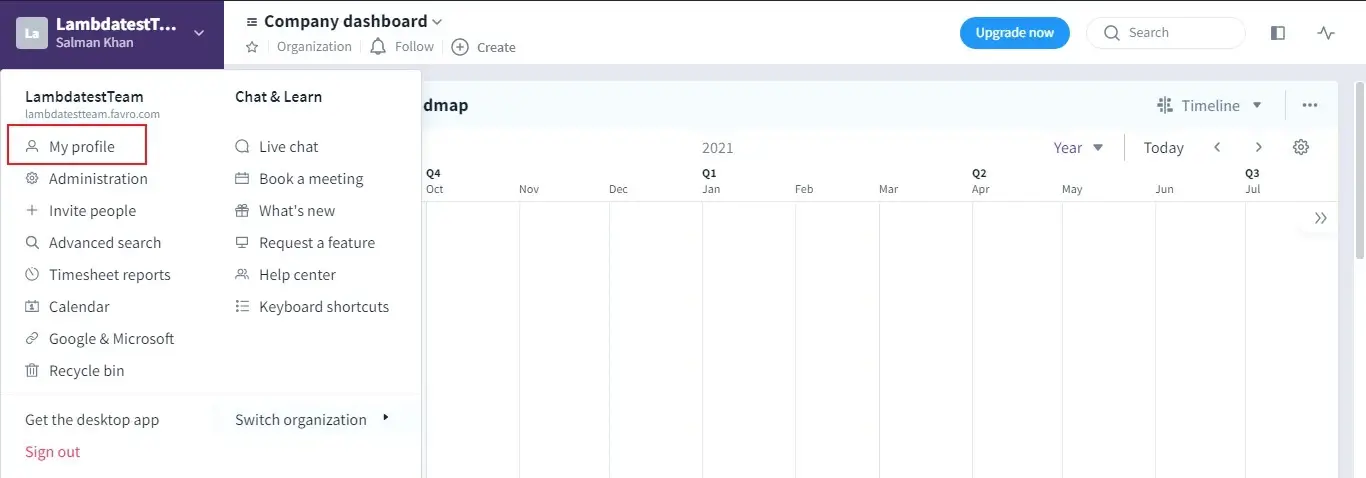 La
LambdatestT...
Salman Khan
Company dashboard
Organization
Follow
Create
Upgrade now
Search
LambdatestTeam
lambdatestteam.favro.com
My profile
Administration
Invite people
Advanced search
Timesheet reports
Calendar
Google & Microsoft
Recycle bin
Chat & Learn
Live chat
Book a meeting
What's new
Request a feature
Help center
Keyboard shortcuts
Get the desktop app
Switch organization
Sign out
dmap
Timeline
2021
Year
Today
Q4 Q1 Q2 Q3
Oct Nov Dec Jan Feb Mar Apr May Jun Jul